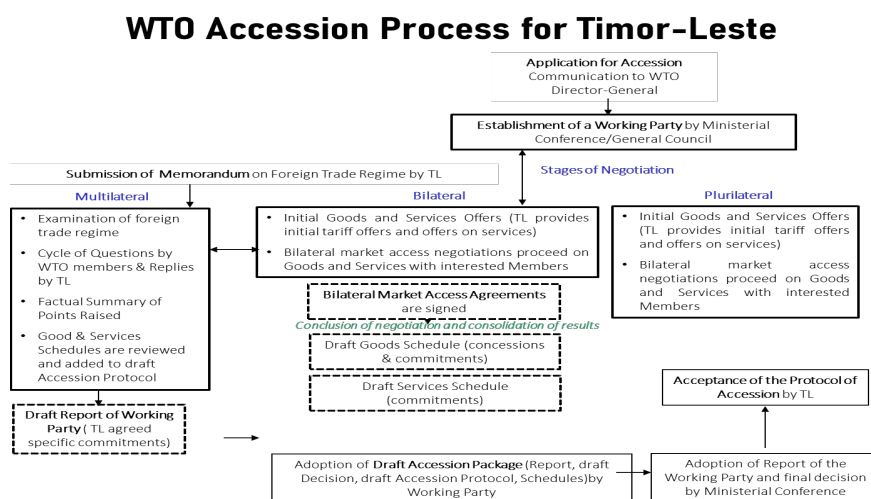 WTO Accession Process for Timor-Leste
Application for Accession
Communication to WTO
Director-General
Establishment of a Working Party by Ministerial
Conference/General Council
Submission of Memorandum on Foreign Trade Regime by TL
Stages of Negotiation
Multilateral
Bilateral
Plurilateral
• Examination of foreign
trade regime
• Cycle of Questions by
WTO members & Replies
by TL
• Factual Summary of
Points Raised
• Good & Services
Schedules are reviewed
and added to draft
Accession Protocol
• Initial Goods and Services Offers (TL provides
initial tariff offers and offers on services)
• Bilateral market access negotiations proceed on
Goods and Services with interested Members
• Initial Goods and Services Offers
(TL provides initial tariff offers
and offers on services)
• Bilateral market access
negotiations proceed on Goods
and Services with interested
Members
Bilateral Market Access Agreements
are signed
Conclusion of negotiation and consolidation of results
Draft Goods Schedule (concessions
& commitments)
Draft Services Schedule
(commitments)
Draft Report of Working
Party ( TL agreed
specific commitments)
Acceptance of the Protocol of
Accession by TL
Adoption of Draft Accession Package (Report, draft
Decision, draft Accession Protocol, Schedules)by
Working Party
Adoption of Report of the
Working Party and final decision
by Ministerial Conference